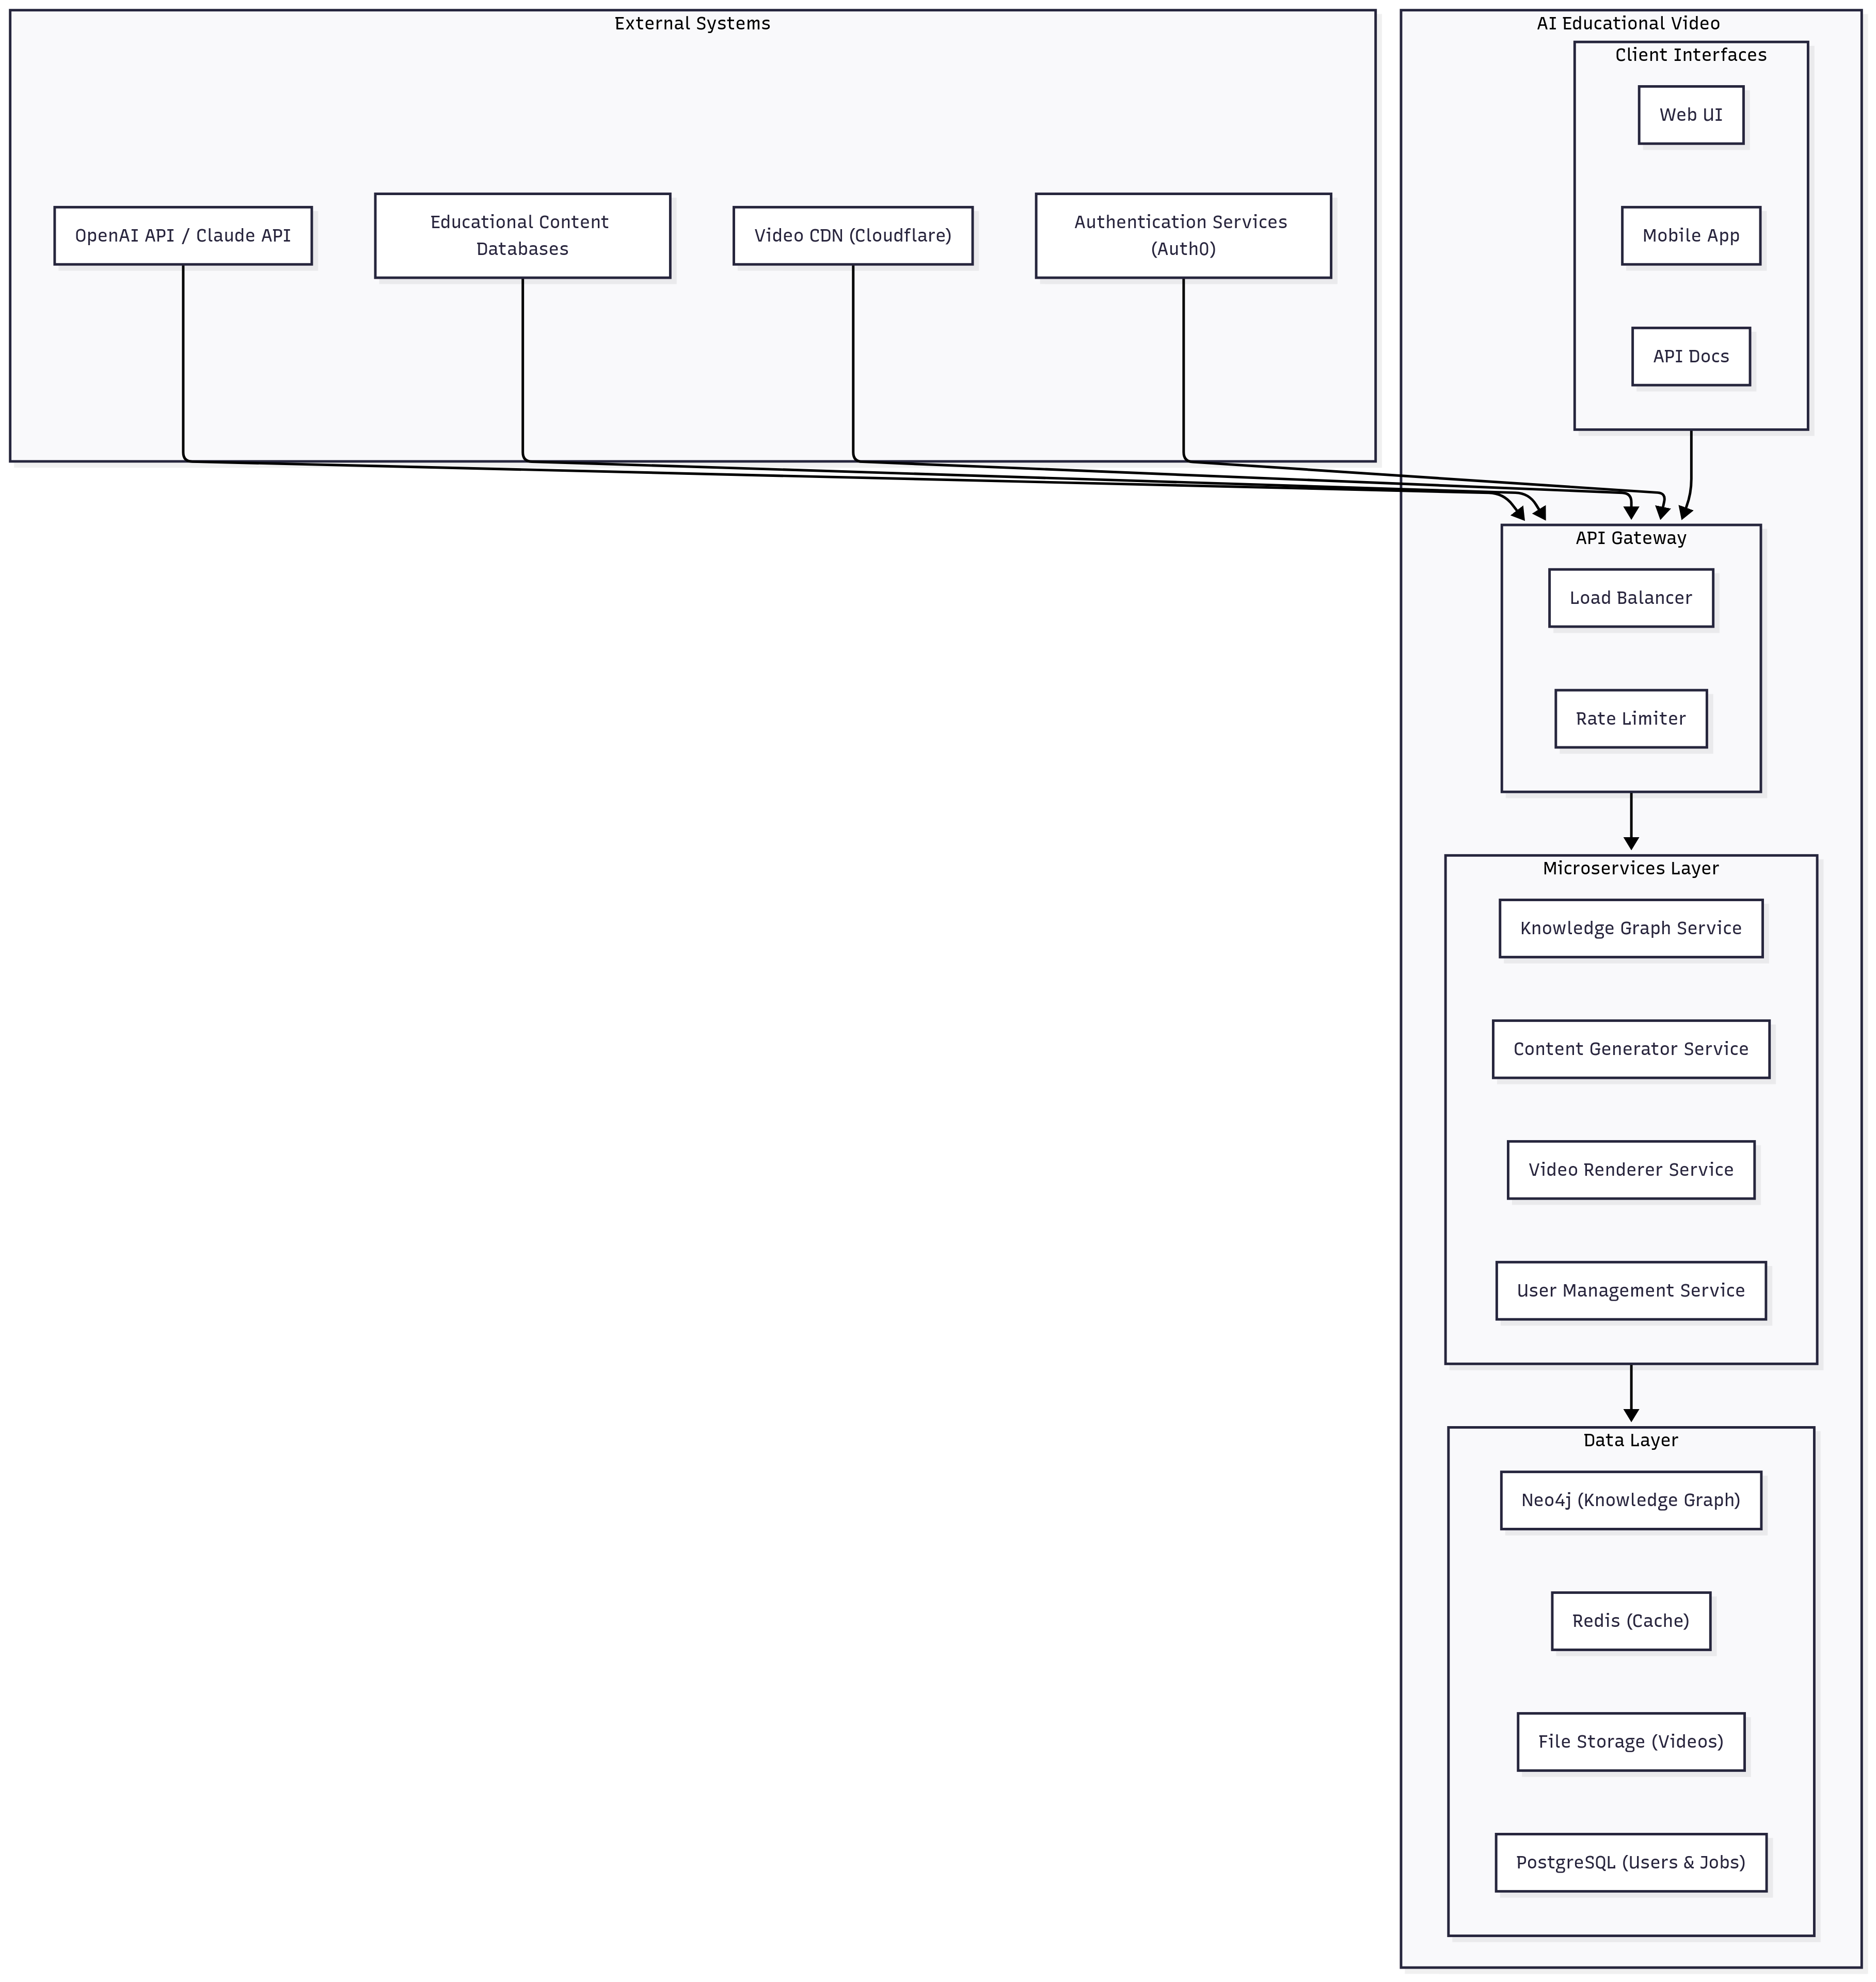 External Systems
OpenAI API / Claude API
Educational Content
Databases
Video CDN (Cloudflare)
Authentication Services
(Auth0)
AI Educational Video
Client Interfaces
Web UI
Mobile App
API Docs
API Gateway
Load Balancer
Rate Limiter
Microservices Layer
Knowledge Graph Service
Content Generator Service
Video Renderer Service
User Management Service
Data Layer
Neo4j (Knowledge Graph)
Redis (Cache)
File Storage (Videos)
PostgreSQL (Users & Jobs)